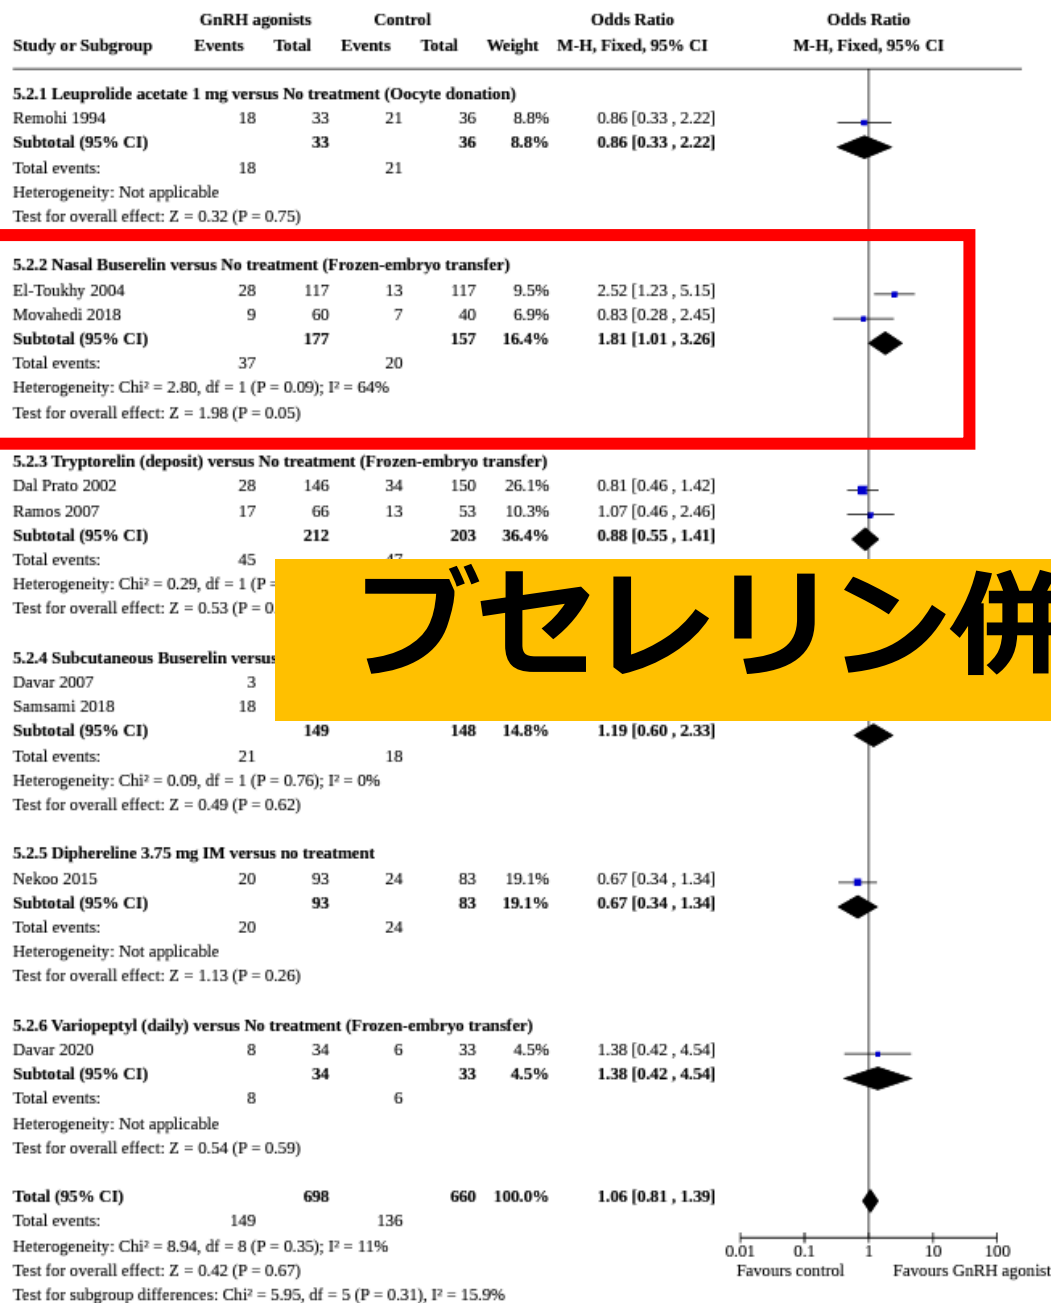 GnRH agonists Control Odds Ratio Odds Ratio
Study or Subgroup Events Total Events Total Weight M-H, Fixed, 95% CI M-H, Fixed, 95% CI
5.2.1 Leuprolide acetate 1 mg versus No treatment (Oocyte donation)
Remohi 1994 18 33 21 36 8.8% 0.86 [0.33 , 2.22]
Subtotal (95% CI) 33 36 8.8% 0.86 [0.33 , 2.22]
Total events: 18 21
Heterogeneity: Not applicable
Test for overall effect: Z = 0.32 (P = 0.75)
5.2.2 Nasal Buserelin versus No treatment (Frozen-embryo transfer)
El-Toukhy 2004 28 117 13 117 9.5% 2.52 [1.23 , 5.15]
Movahedi 2018 9 60 7 40 6.9% 0.83 [0.28 , 2.45]
Subtotal (95% CI) 177 157 16.4% 1.81 [1.01 , 3.26]
Total events: 37 20
Heterogeneity: Chi² = 2.80, df = 1 (P = 0.09); I² = 64%
Test for overall effect: Z = 1.98 (P = 0.05)
5.2.3 Tryptorelin (deposit) versus No treatment (Frozen-embryo transfer)
Dal Prato 2002 28 146 34 150 26.1% 0.81 [0.46 , 1.42]
Ramos 2007 17 66 13 53 10.3% 1.07 [0.46 , 2.46]
Subtotal (95% CI) 212 203 36.4% 0.88 [0.55 , 1.41]
Total events: 45 47
Heterogeneity: Chi² = 0.29, df = 1 (P =
Test for overall effect: Z = 0.53 (P = 0.
ブセレリン併
5.2.4 Subcutaneous Buserelin versus
Davar 2007 3
Samsami 2018 18
Subtotal (95% CI) 149 148 14.8% 1.19 [0.60 , 2.33]
Total events: 21 18
Heterogeneity: Chi² = 0.09, df = 1 (P = 0.76); I² = 0%
Test for overall effect: Z = 0.49 (P = 0.62)
5.2.5 Diphereline 3.75 mg IM versus no treatment
Nekoo 2015 20 93 24 83 19.1% 0.67 [0.34 , 1.34]
Subtotal (95% CI) 93 83 19.1% 0.67 [0.34 , 1.34]
Total events: 20 24
Heterogeneity: Not applicable
Test for overall effect: Z = 1.13 (P = 0.26)
5.2.6 Variopeptyl (daily) versus No treatment (Frozen-embryo transfer)
Davar 2020 8 34 6 33 4.5% 1.38 [0.42 , 4.54]
Subtotal (95% CI) 34 33 4.5% 1.38 [0.42 , 4.54]
Total events: 8 6
Heterogeneity: Not applicable
Test for overall effect: Z = 0.54 (P = 0.59)
Total (95% CI) 698 660 100.0% 1.06 [0.81 , 1.39]
Total events: 149 136
Heterogeneity: Chi² = 8.94, df = 8 (P = 0.35); I² = 11%
0.01 0.1 1 10 100
Test for overall effect: Z = 0.42 (P = 0.67)
Favours control Favours GnRH agonist
Test for subgroup differences: Chi² = 5.95, df = 5 (P = 0.31), I² = 15.9%